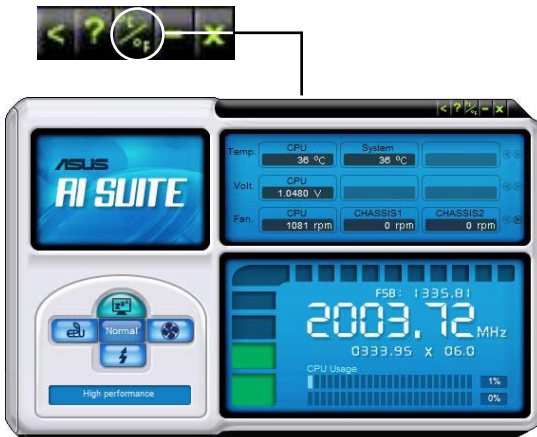 < ? °C/°F - x
< ? °C/°F - x
ASUS
AI SUITE
Temp. CPU System
36 °C 36 °C
Volt. CPU
1.0480 V
Fan. CPU CHASSIS1 CHASSIS2
1081 rpm 0 rpm 0 rpm
FSB: 1335.81
2003.72 MHz
0333.95 X 06.0
CPU Usage
1%
0%
zzz
EPU Normal
High performance